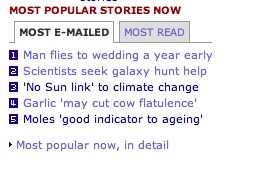 MOST POPULAR STORIES NOW
MOST E-MAILED MOST READ
1 Man flies to wedding a year early
2 Scientists seek galaxy hunt help
3 'No Sun link' to climate change
4 Garlic 'may cut cow flatulence'
5 Moles 'good indicator to ageing'
Most popular now, in detail